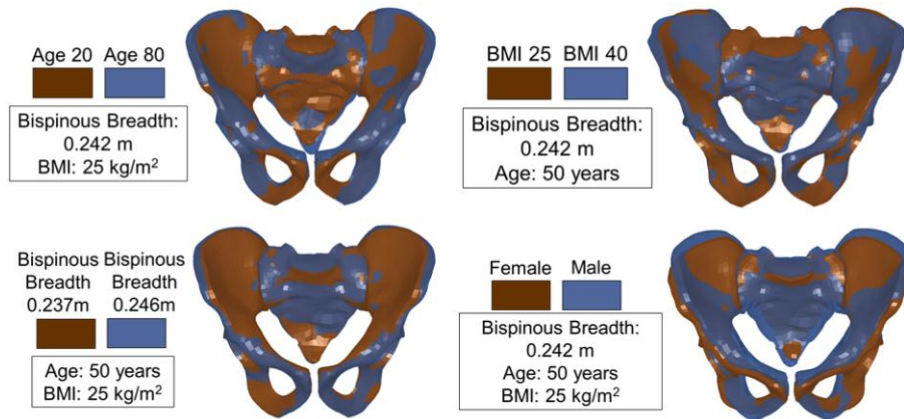 Age 20 Age 80
Bispinous Breadth:
0.242 m
BMI: 25 kg/m²
BMI 25 BMI 40
Bispinous Breadth:
0.242 m
Age: 50 years
Bispinous Bispinous
Breadth Breadth
0.237m 0.246m
Age: 50 years
BMI: 25 kg/m²
Female Male
Bispinous Breadth:
0.242 m
Age: 50 years
BMI: 25 kg/m²